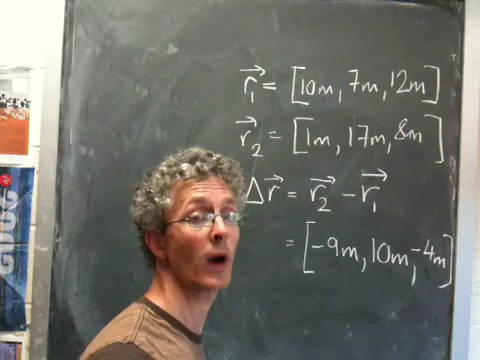 r⃗₁ = [10m, 7m, 12m]
r⃗₂ = [1m, 17m, 8m]
Δr⃗ = r⃗₂ - r⃗₁
= [-9m, 10m, -4m]